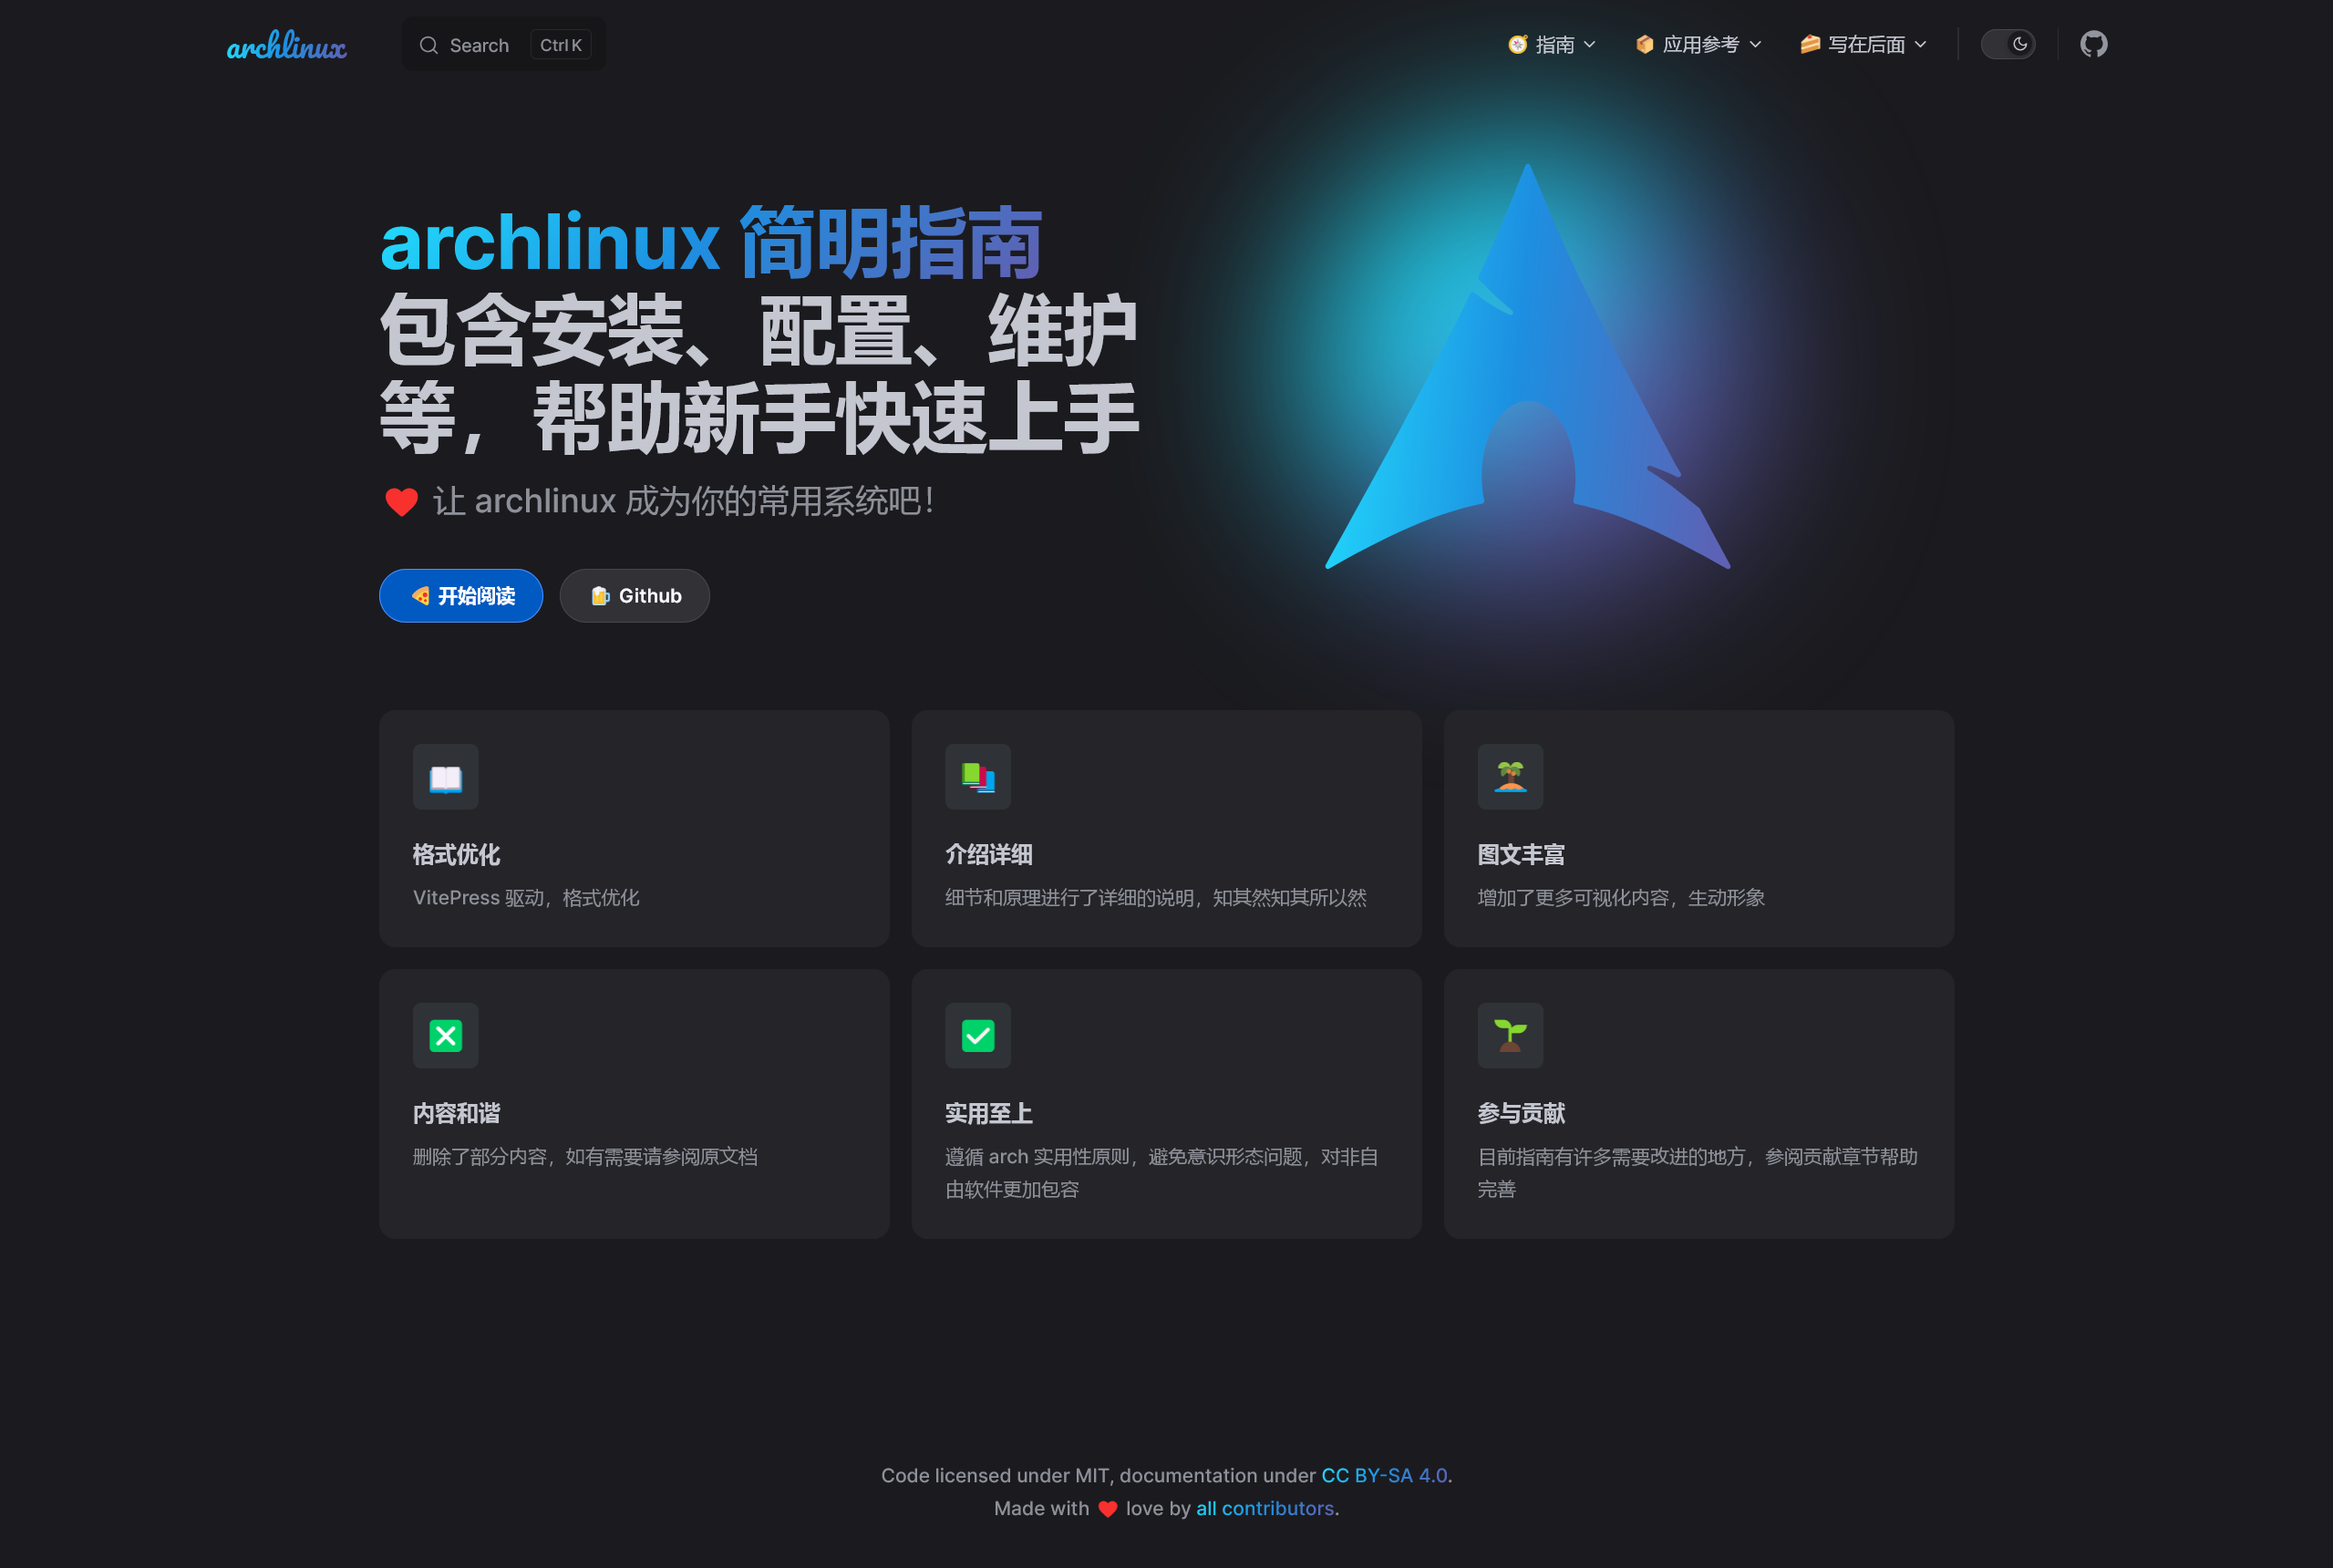 archlinux
Search Ctrl K
指南
应用参考
写在后面
archlinux 简明指南
包含安装、配置、维护
等，帮助新手快速上手
让 archlinux 成为你的常用系统吧！
开始阅读
Github
格式优化
VitePress 驱动，格式优化
介绍详细
细节和原理进行了详细的说明，知其然知其所以然
图文丰富
增加了更多可视化内容，生动形象
内容和谐
删除了部分内容，如有需要请参阅原文档
实用至上
遵循 arch 实用性原则，避免意识形态问题，对非自
由软件更加包容
参与贡献
目前指南有许多需要改进的地方，参阅贡献章节帮助
完善
Code licensed under MIT, documentation under CC BY-SA 4.0.
Made with ❤️ love by all contributors.